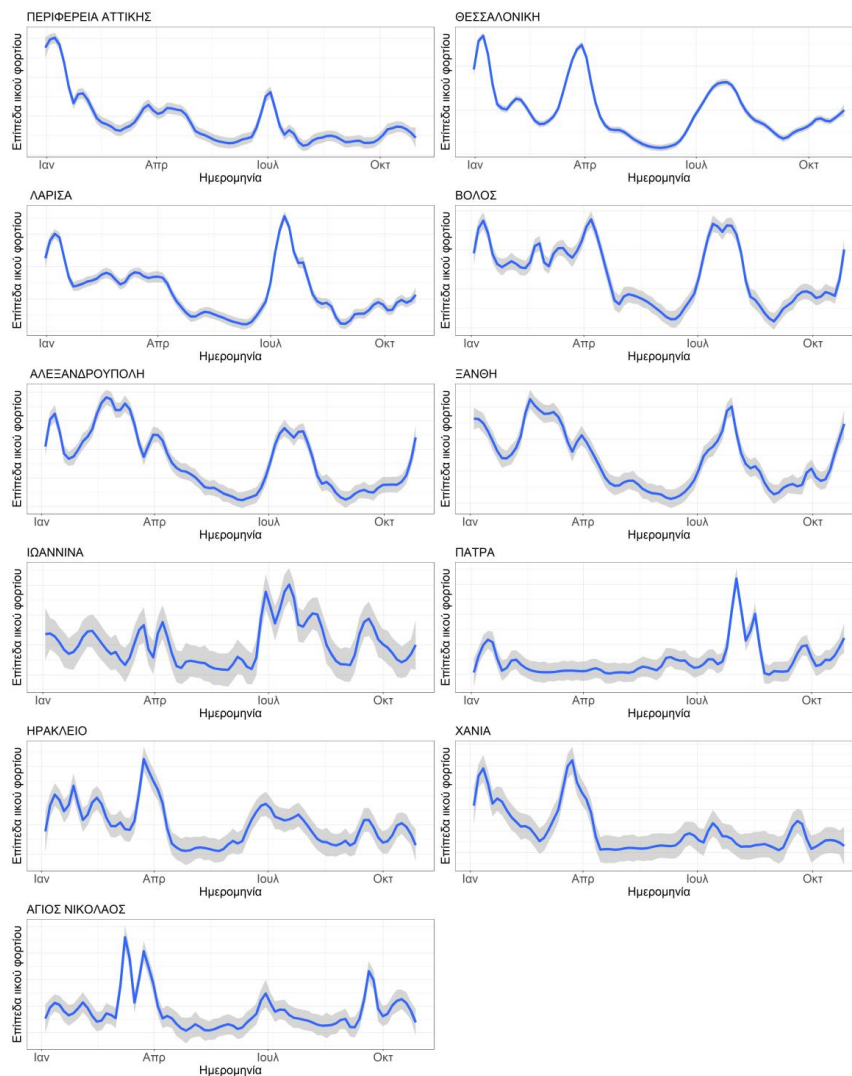 ΠΕΡΙΦΕΡΕΙΑ ΑΤΤΙΚΗΣ
Επίπεδα ιικού φορτίου
Ιαν Απρ Ιουλ Οκτ
Ημερομηνία
ΘΕΣΣΑΛΟΝΙΚΗ
Επίπεδα ιικού φορτίου
Ιαν Απρ Ιουλ Οκτ
Ημερομηνία
ΛΑΡΙΣΑ
Επίπεδα ιικού φορτίου
Ιαν Απρ Ιουλ Οκτ
Ημερομηνία
ΒΟΛΟΣ
Επίπεδα ιικού φορτίου
Ιαν Απρ Ιουλ Οκτ
Ημερομηνία
ΑΛΕΞΑΝΔΡΟΥΠΟΛΗ
Επίπεδα ιικού φορτίου
Ιαν Απρ Ιουλ Οκτ
Ημερομηνία
ΞΑΝΘΗ
Επίπεδα ιικού φορτίου
Ιαν Απρ Ιουλ Οκτ
Ημερομηνία
ΙΩΑΝΝΙΝΑ
Επίπεδα ιικού φορτίου
Ιαν Απρ Ιουλ Οκτ
Ημερομηνία
ΠΑΤΡΑ
Επίπεδα ιικού φορτίου
Ιαν Απρ Ιουλ Οκτ
Ημερομηνία
ΗΡΑΚΛΕΙΟ
Επίπεδα ιικού φορτίου
Ιαν Απρ Ιουλ Οκτ
Ημερομηνία
ΧΑΝΙΑ
Επίπεδα ιικού φορτίου
Ιαν Απρ Ιουλ Οκτ
Ημερομηνία
ΑΓΙΟΣ ΝΙΚΟΛΑΟΣ
Επίπεδα ιικού φορτίου
Ιαν Απρ Ιουλ Οκτ
Ημερομηνία